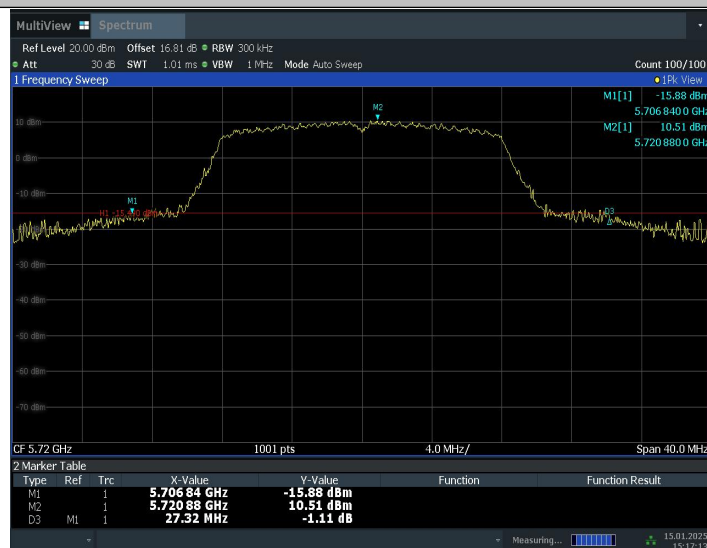 MultiView Spectrum
Ref Level 20.00 dBm Offset 16.81 dB RBW 300 kHz
Att 30 dB SWT 1.01 ms VBW 1 MHz Mode Auto Sweep Count 100/100
1 Frequency Sweep 1Pk View
M1[1] -15.88 dBm
5.706 840 0 GHz
M2[1] 10.51 dBm
5.720 880 0 GHz
M2
10 dBm
0 dBm
-10 dBm
M1
D3
-30 dBm
-40 dBm
-50 dBm
-60 dBm
-70 dBm
CF 5.72 GHz 1001 pts 4.0 MHz/ Span 40.0 MHz
2 Marker Table
Type Ref Trc X-Value Y-Value Function Function Result
M1 1 5.706 84 GHz -15.88 dBm
M2 1 5.720 88 GHz 10.51 dBm
D3 M1 1 27.32 MHz -1.11 dB
Measuring... 15.01.2025
15:17:13